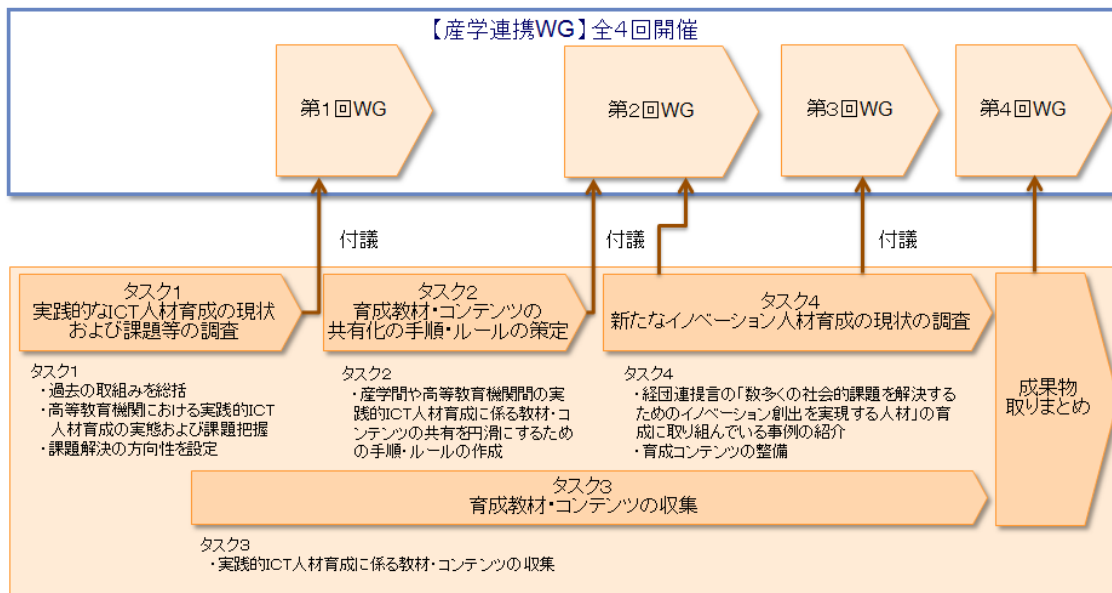 【産学連携WG】全4回開催
第1回WG
第2回WG
第3回WG
第4回WG
付議
付議
付議
タスク1
実践的なICT人材育成の現状
および課題等の調査
タスク2
育成教材・コンテンツの
共有化の手順・ルールの策定
タスク4
新たなイノベーション人材育成の現状の調査
成果物
取りまとめ
タスク1
・過去の取組みを総括
・高等教育機関における実践的ICT
人材育成の実態および課題把握
・課題解決の方向性を設定
タスク2
・産学間や高等教育機関間の実
践的ICT人材育成に係る教材・コ
ンテンツの共有を円滑にするため
の手順・ルールの作成
タスク4
・経団連提言の「数多くの社会的課題を解決する
ためのイノベーション創出を実現する人材」の育
成に取り組んでいる事例の紹介
・育成コンテンツの整備
タスク3
育成教材・コンテンツの収集
タスク3
・実践的ICT人材育成に係る教材・コンテンツの収集